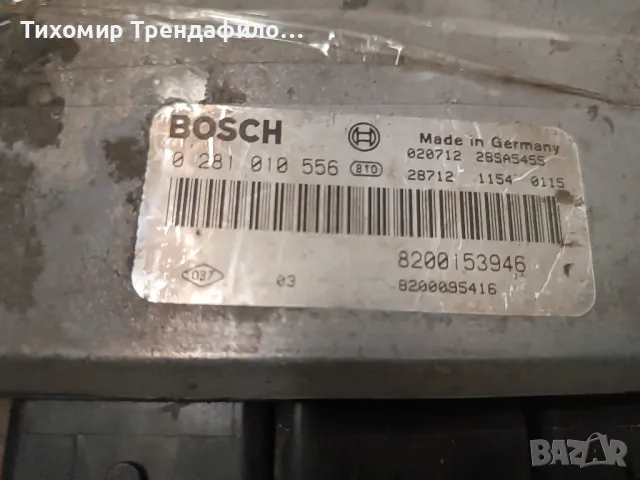 Тихомир Трендафило...
BOSCH Made in Germany
0 281 010 556 810 020712 28SA5455
28712 1154 0115
8200153946
037 03 8200095416
BAZAR